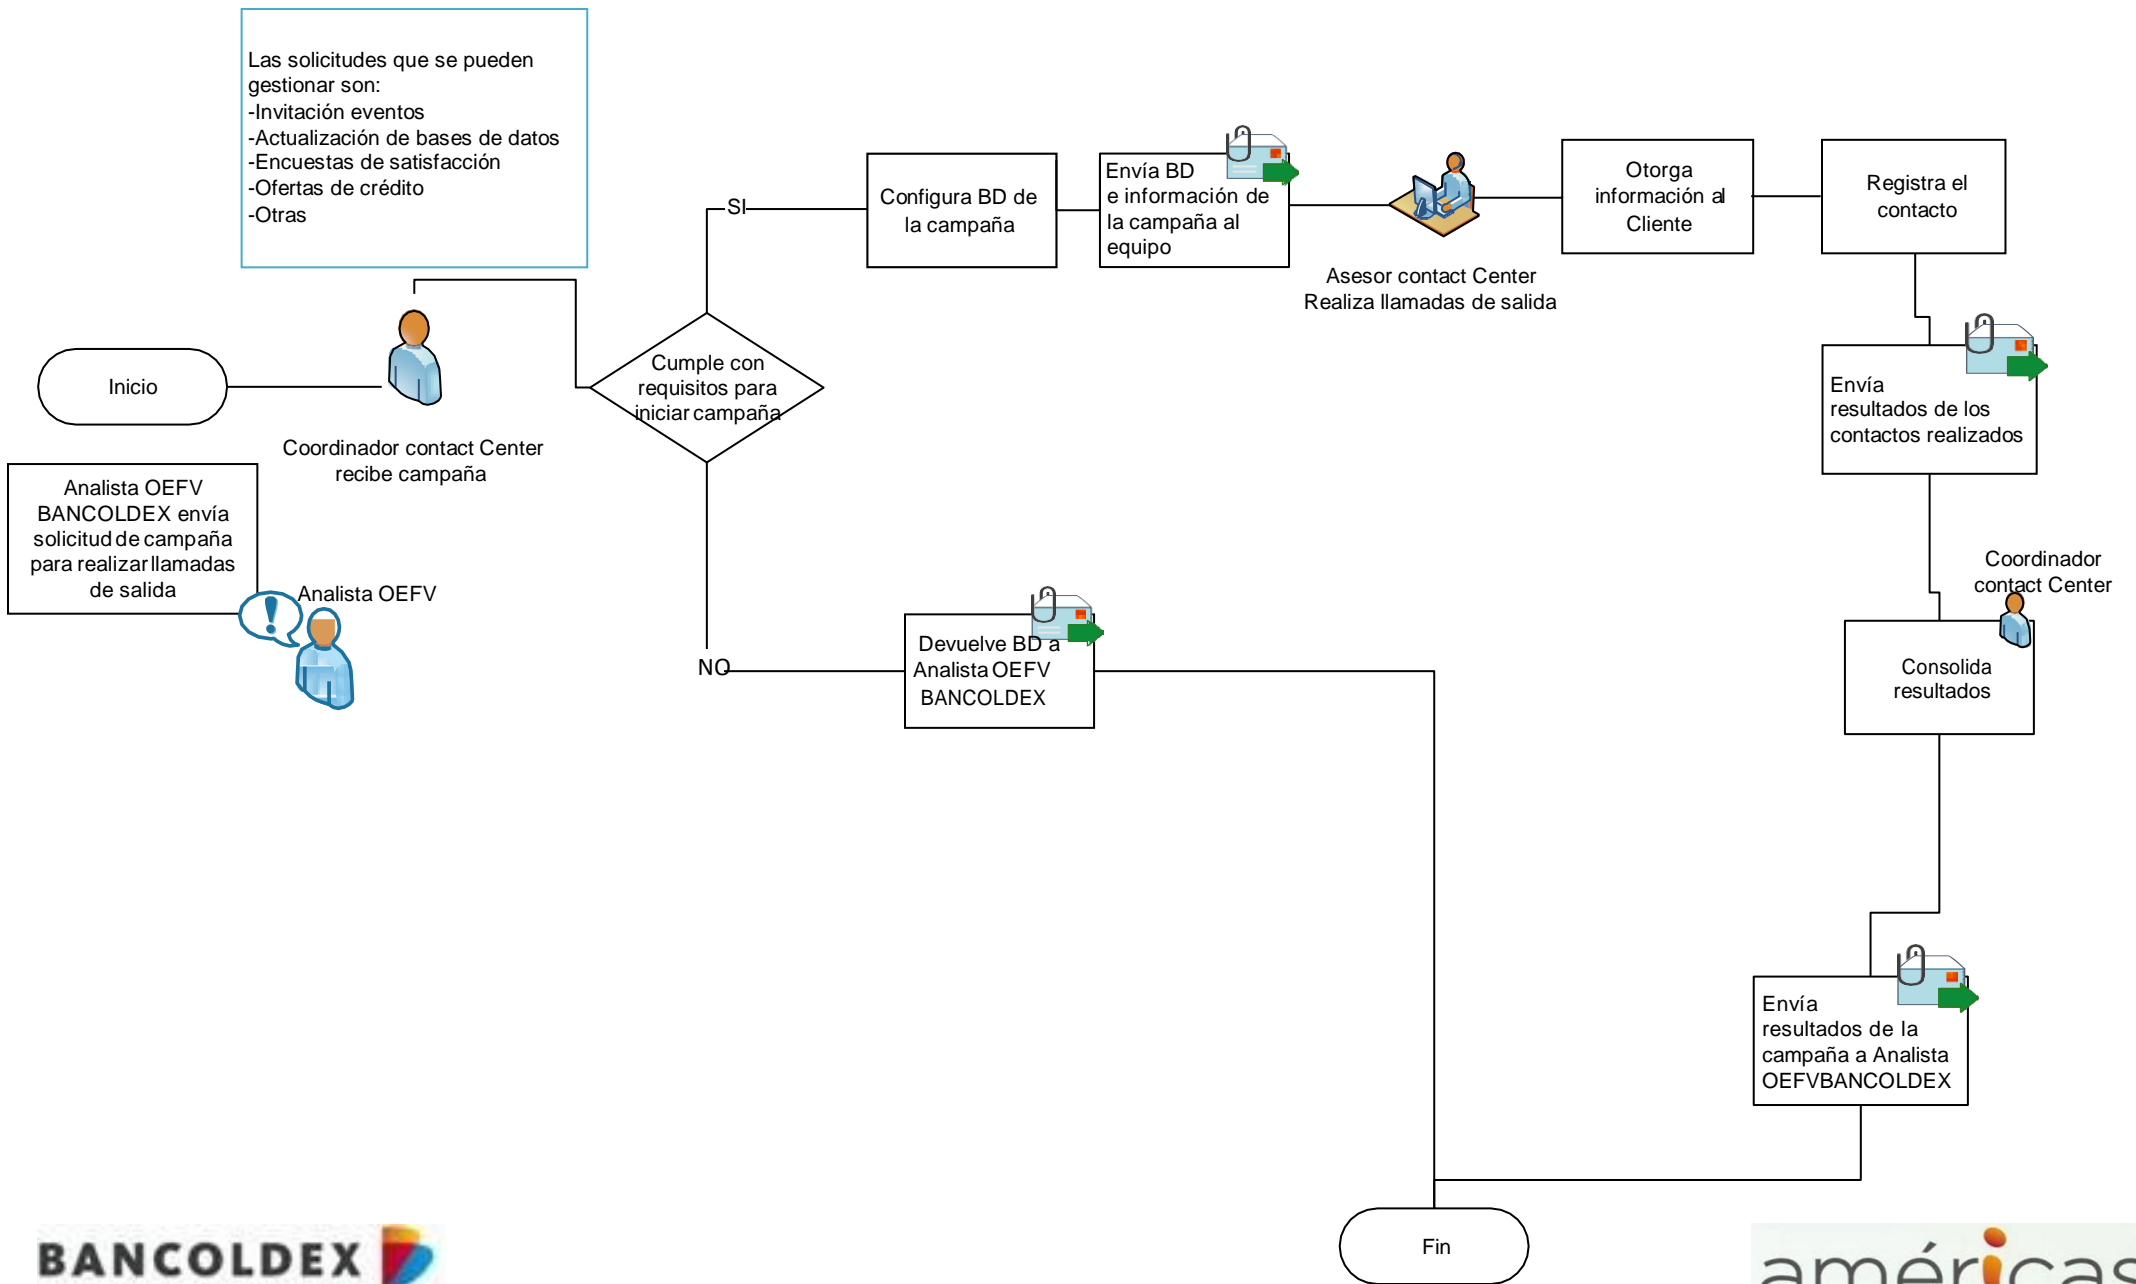 Las solicitudes que se pueden
gestionar son:
-Invitación eventos
-Actualización de bases de datos
-Encuestas de satisfacción
-Ofertas de crédito
-Otras
Inicio
Coordinador contact Center
recibe campaña
Analista OEFV
BANCOLDEX envía
solicitud de campaña
para realizar llamadas
de salida
Analista OEFV
Cumple con
requisitos para
iniciar campaña
SI
Configura BD de
la campaña
Envía BD
e información de
la campaña al
equipo
Asesor contact Center
Realiza llamadas de salida
Otorga
información al
Cliente
Registra el
contacto
Envía
resultados de los
contactos realizados
Coordinador
contact Center
Consolida
resultados
NO
Devuelve BD a
Analista OEFV
BANCOLDEX
Envía
resultados de la
campaña a Analista
OEFVBANCOLDEX
Fin
BANCOLDEX
américas